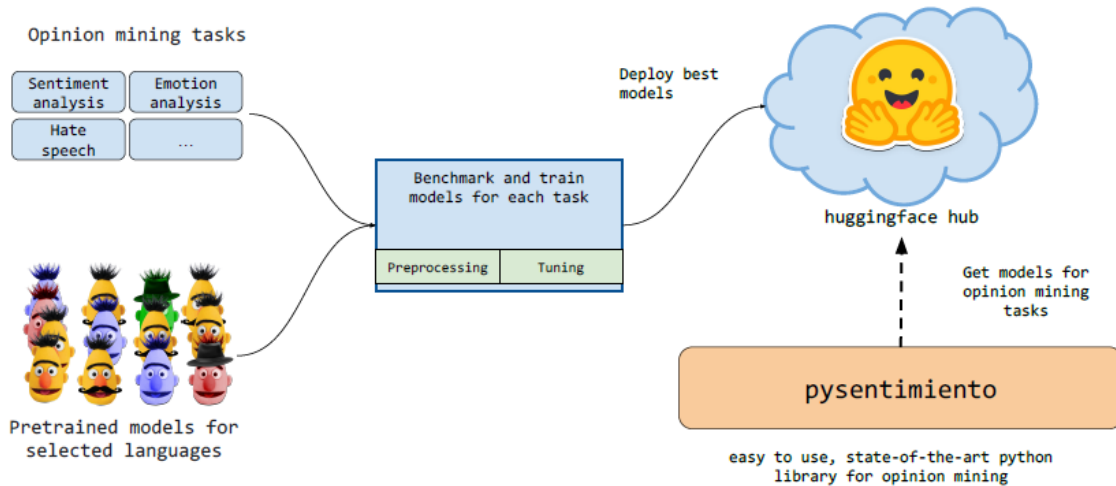 Opinion mining tasks
Sentiment
analysis
Emotion
analysis
Hate
speech
...
Pretrained models for
selected languages
Benchmark and train
models for each task
Preprocessing
Tuning
Deploy best
models
huggingface hub
Get models for
opinion mining
tasks
pysentimiento
easy to use, state-of-the-art python
library for opinion mining